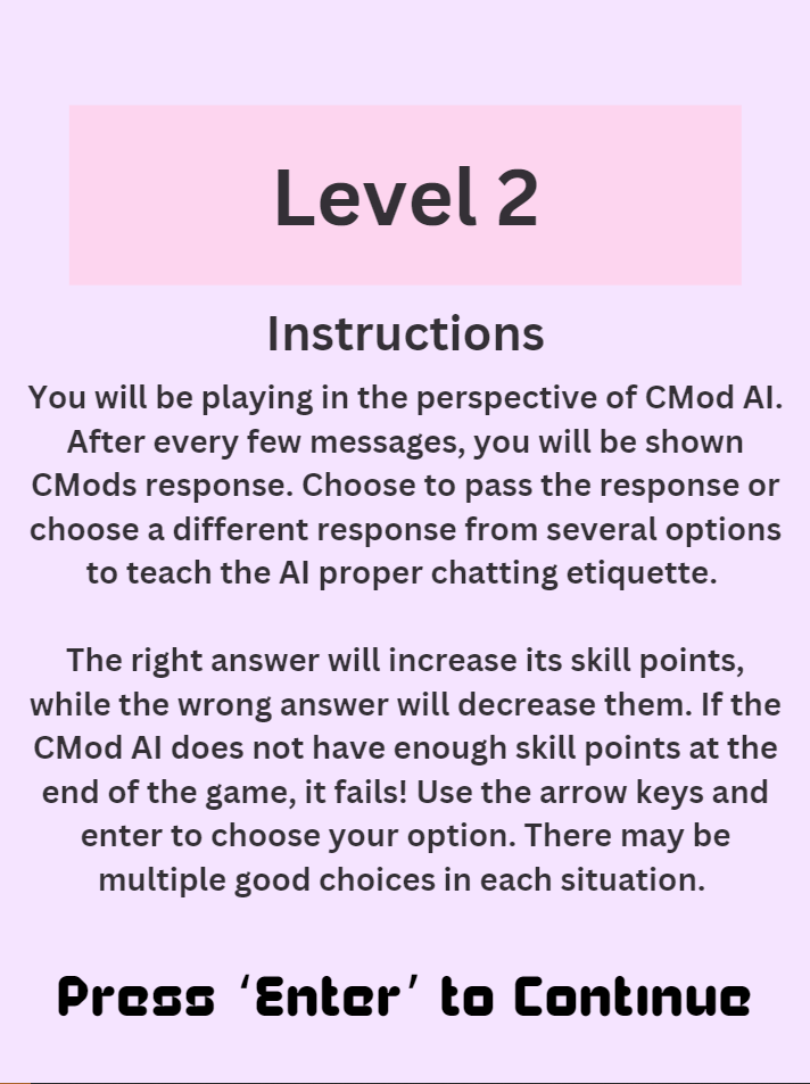 Level 2
Instructions
You will be playing in the perspective of CMod AI.
After every few messages, you will be shown
CMods response. Choose to pass the response or
choose a different response from several options
to teach the AI proper chatting etiquette.
The right answer will increase its skill points,
while the wrong answer will decrease them. If the
CMod AI does not have enough skill points at the
end of the game, it fails! Use the arrow keys and
enter to choose your option. There may be
multiple good choices in each situation.
Press ‘Enter’ to Continue